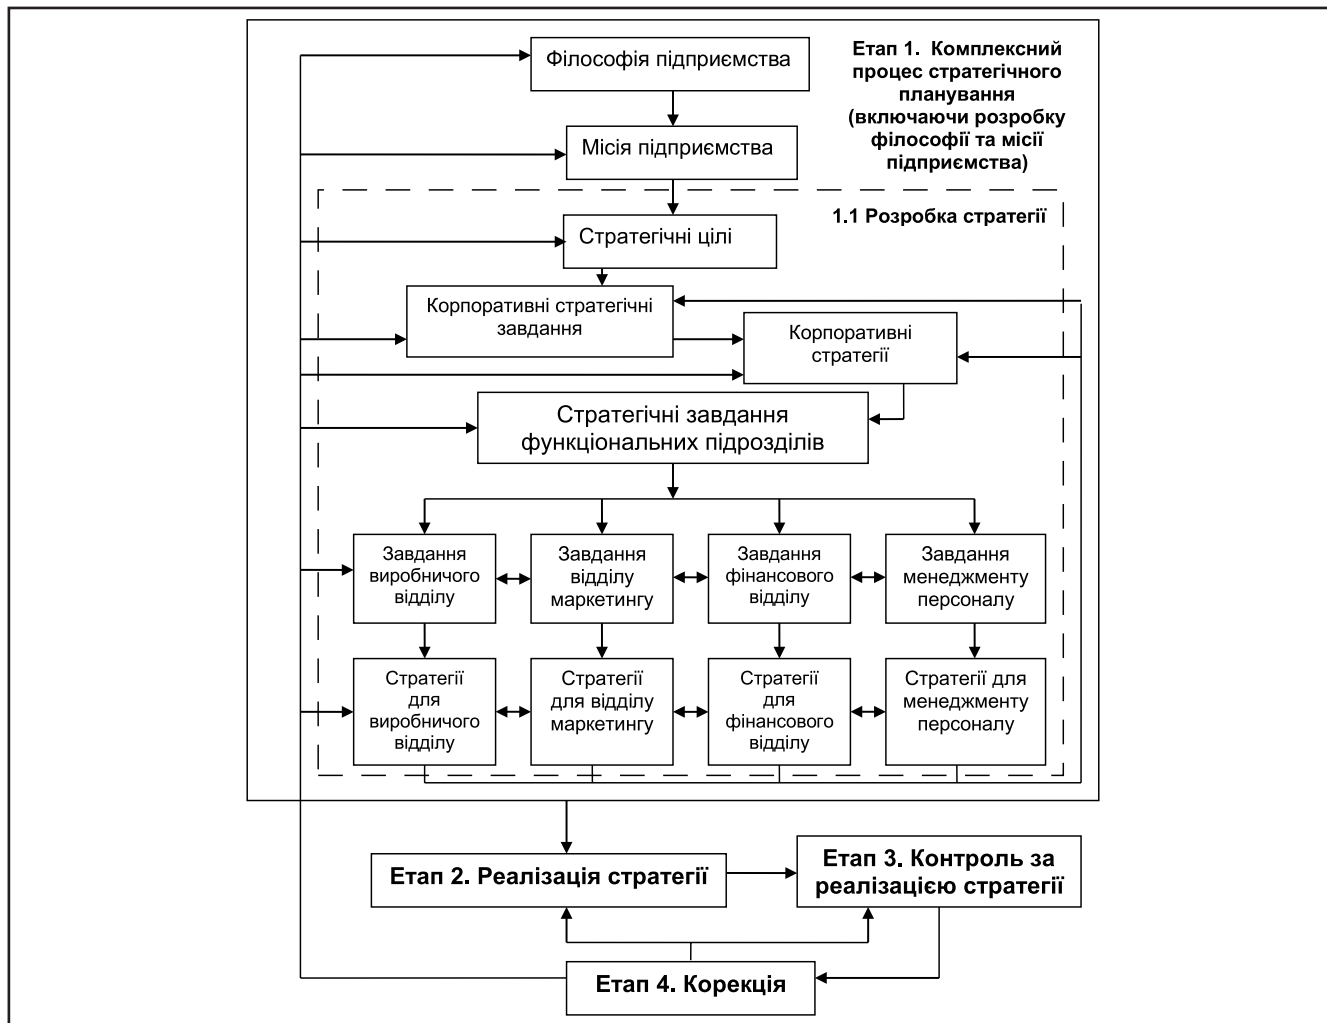 Філософія підприємства
Етап 1. Комплексний
процес стратегічного
планування
(включаючи розробку
філософії та місії
підприємства)
Місія підприємства
1.1 Розробка стратегії
Стратегічні цілі
Корпоративні стратегічні
завдання
Корпоративні
стратегії
Стратегічні завдання
функціональних підрозділів
Завдання
виробничого
відділу
Завдання
відділу
маркетингу
Завдання
фінансового
відділу
Завдання
менеджменту
персоналу
Стратегії
для
виробничого
відділу
Стратегії
для відділу
маркетингу
Стратегії
для
фінансового
відділу
Стратегії для
менеджменту
персоналу
Етап 2. Реалізація стратегії
Етап 3. Контроль за
реалізацією стратегії
Етап 4. Корекція